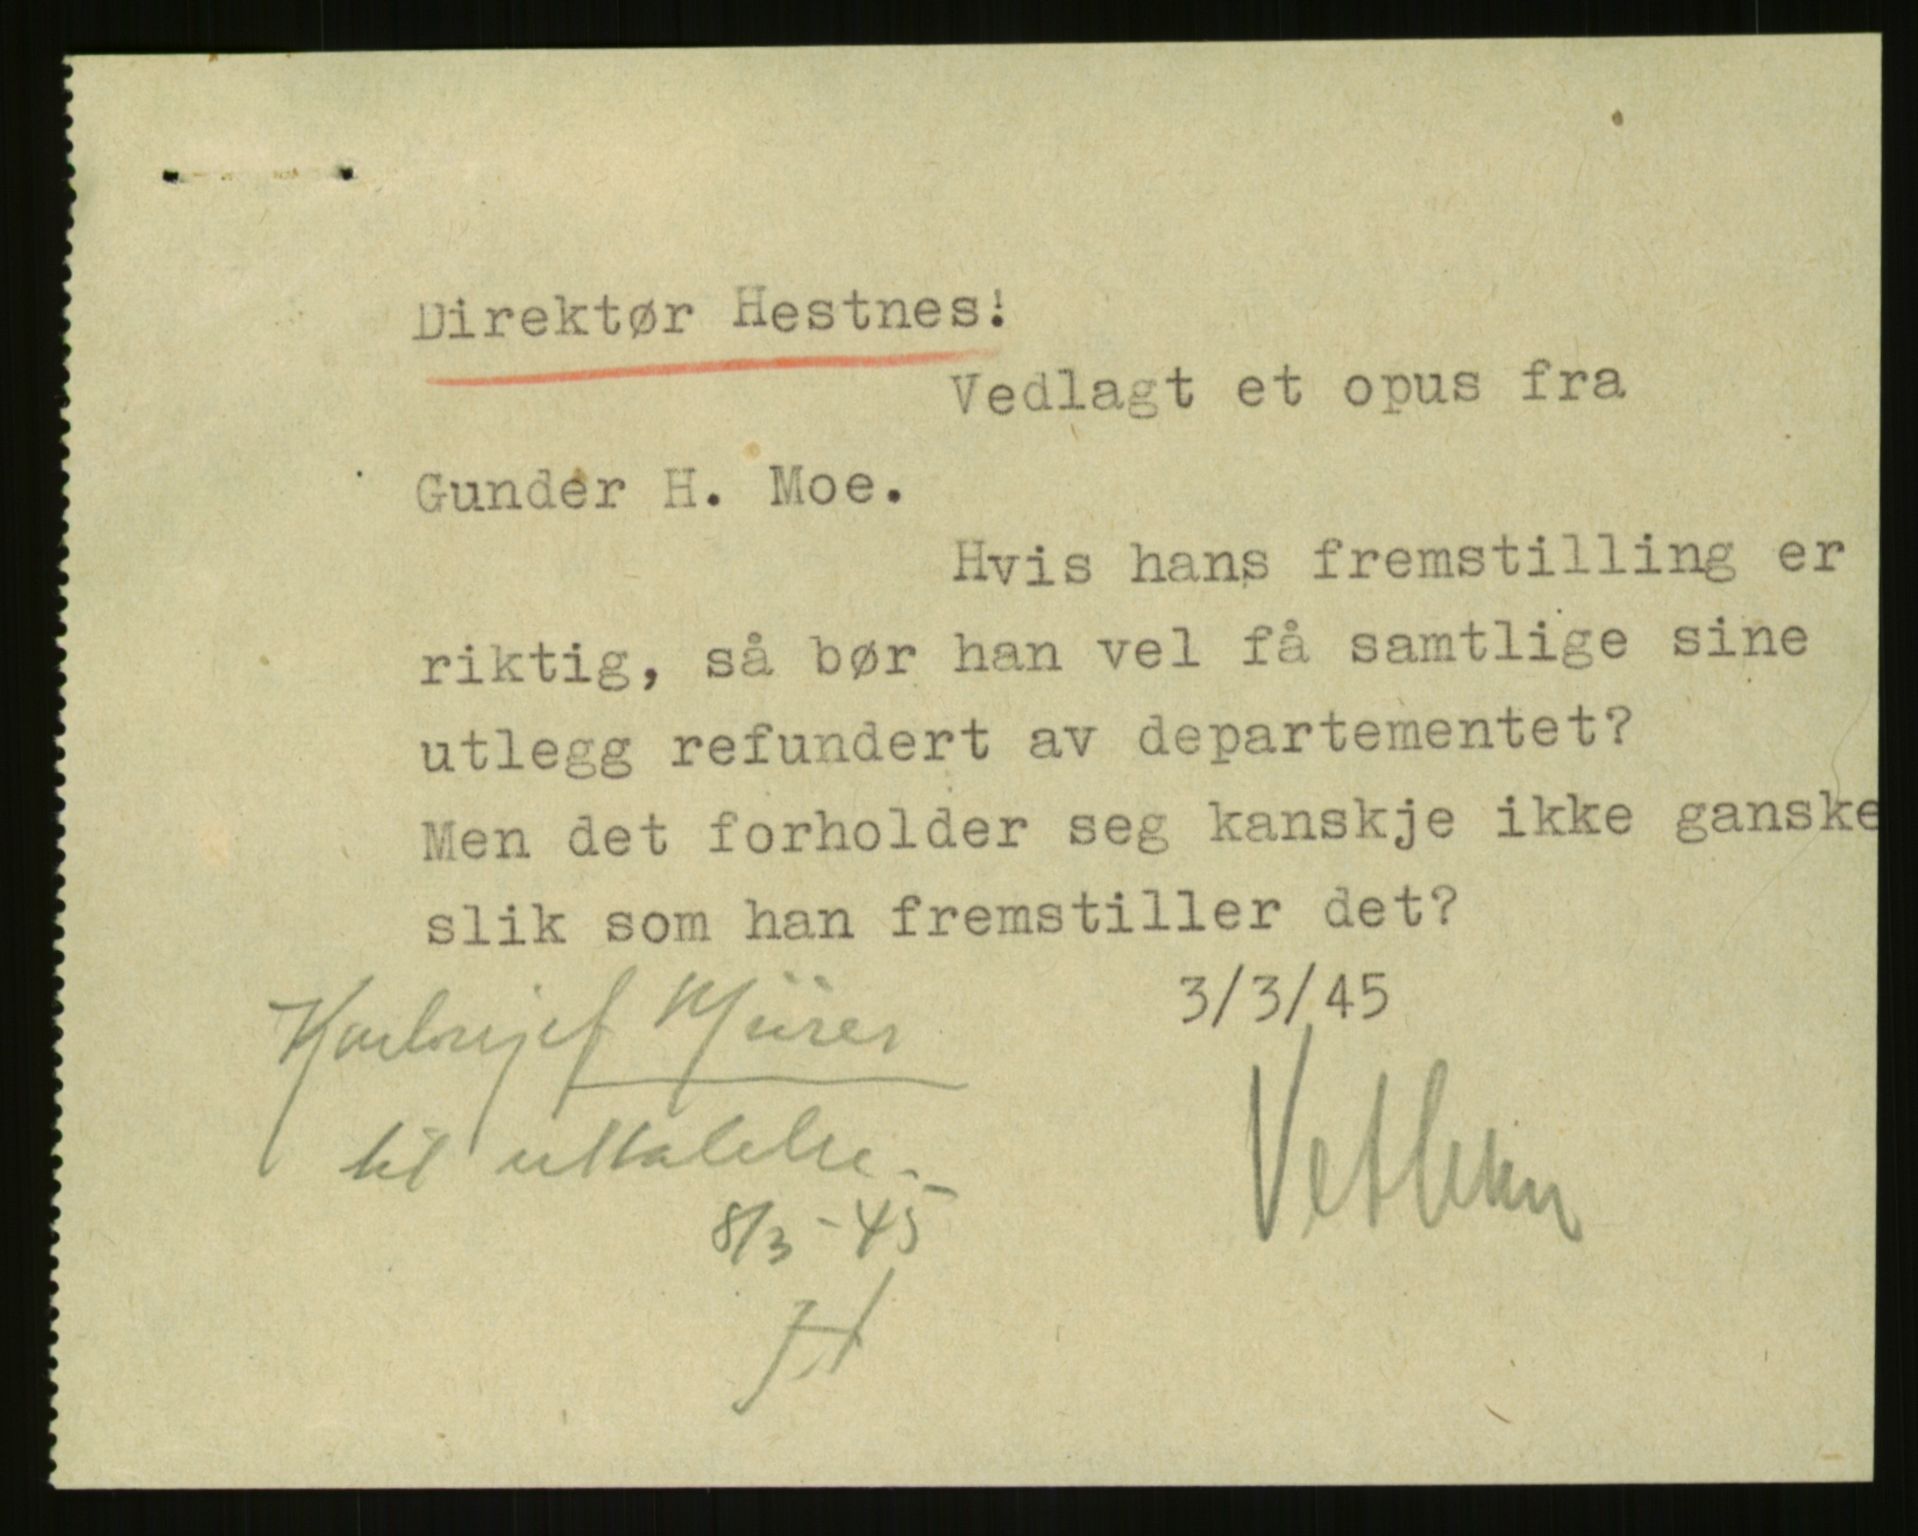 Direktør Hestnes!
Vedlagt et opus fra
Gunder H. Moe.
Hvis hans fremstilling er
riktig, så bør han vel få samtlige sine
utlegg refundert av departementet?
Men det forholder seg kanskje ikke ganske
slik som han fremstiller det?
3/3/45
til uttalelse.
8/3-45
H